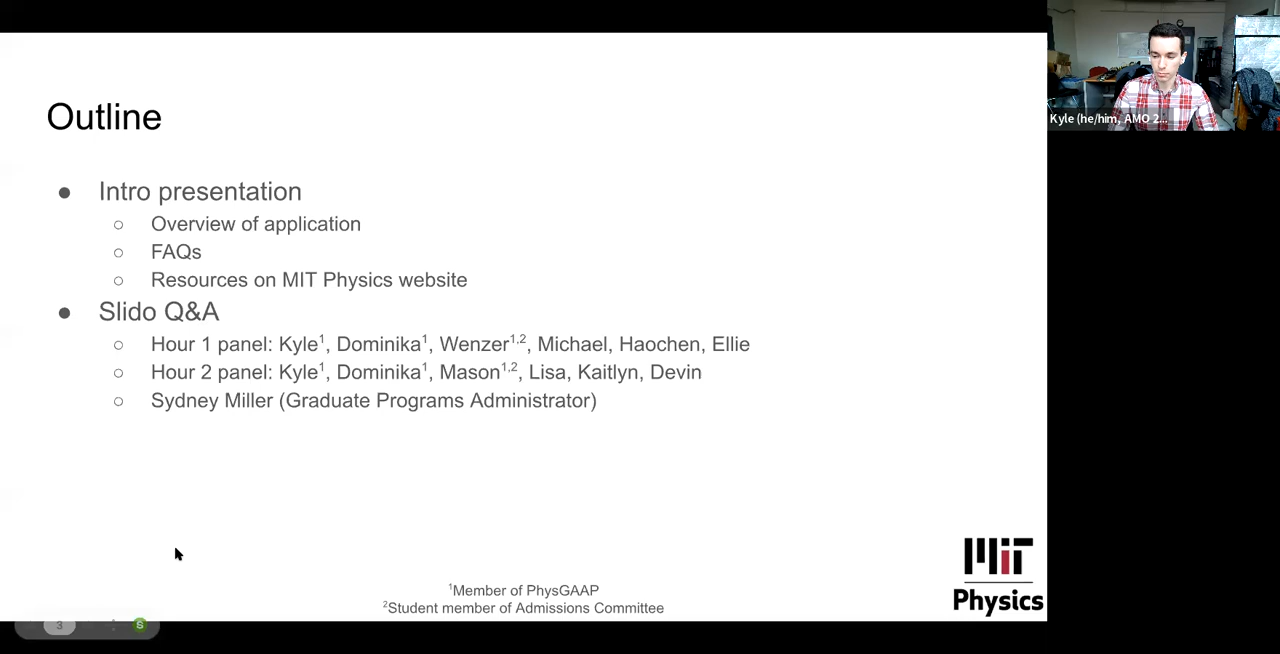 Outline
● Intro presentation
○ Overview of application
○ FAQs
○ Resources on MIT Physics website
● Slido Q&A
○ Hour 1 panel: Kyle¹, Dominika¹, Wenzer¹,², Michael, Haochen, Ellie
○ Hour 2 panel: Kyle¹, Dominika¹, Mason¹,², Lisa, Kaitlyn, Devin
○ Sydney Miller (Graduate Programs Administrator)
¹Member of PhysGAAP
²Student member of Admissions Committee
MIT
Physics
3
S
Kyle (he/him, AMO 2...